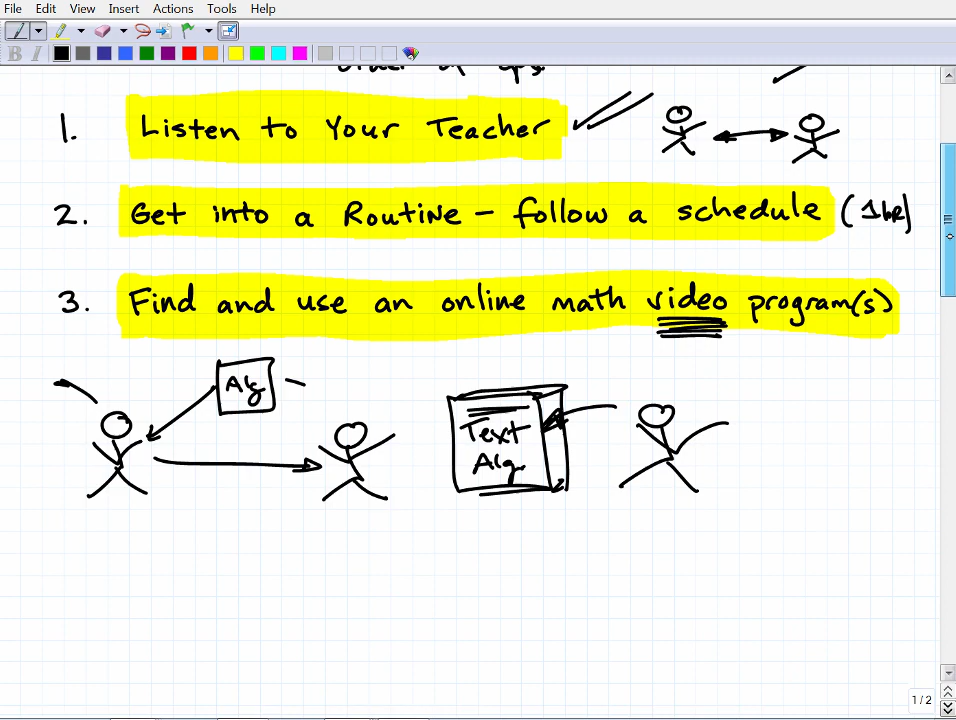 File Edit View Insert Actions Tools Help
B I
1. Listen to Your Teacher
2. Get into a Routine – follow a schedule (1hr)
3. Find and use an online math video program(s)
Alg
Text
Alg.
1 / 2